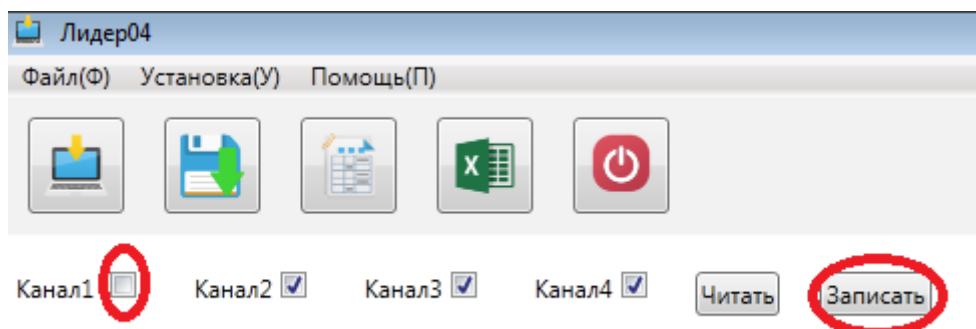 Лидер04
Файл(Ф) Установка(У) Помощь(П)
X
Канал1 Канал2 Канал3 Канал4 Читать Записать